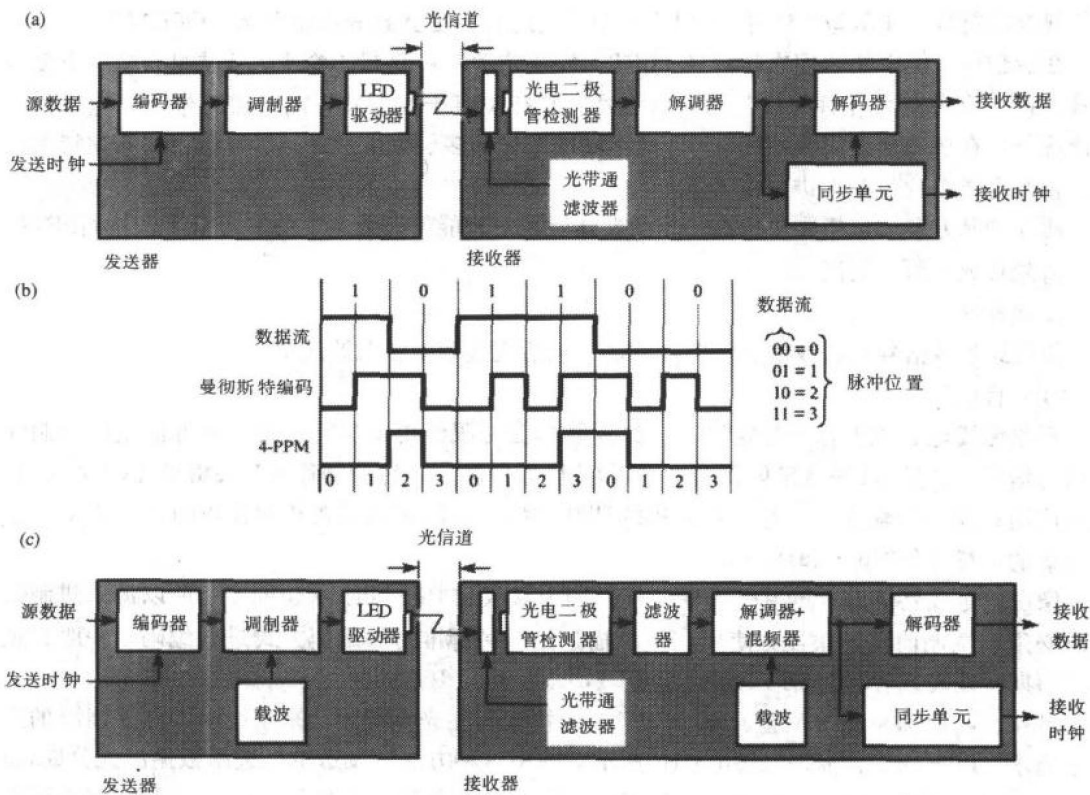 (a)
光信道
源数据
编码器
调制器
LED
驱动器
光电二极
管检测器
解调器
解码器
接收数据
发送时钟
光带通
滤波器
同步单元
接收时钟
发送器
接收器
(b)
1 0 1 1 0 0
数据流
曼彻斯特编码
4-PPM
0 1 2 3 0 1 2 3 0 1 2 3
数据流
00 = 0
01 = 1
10 = 2
11 = 3
脉冲位置
(c)
光信道
源数据
编码器
调制器
LED
驱动器
光电二极
管检测器
滤波
器
解调器+
混频器
解码器
接收
数据
发送时钟
载波
光带通
滤波器
载波
同步单元
接收
时钟
发送器
接收器